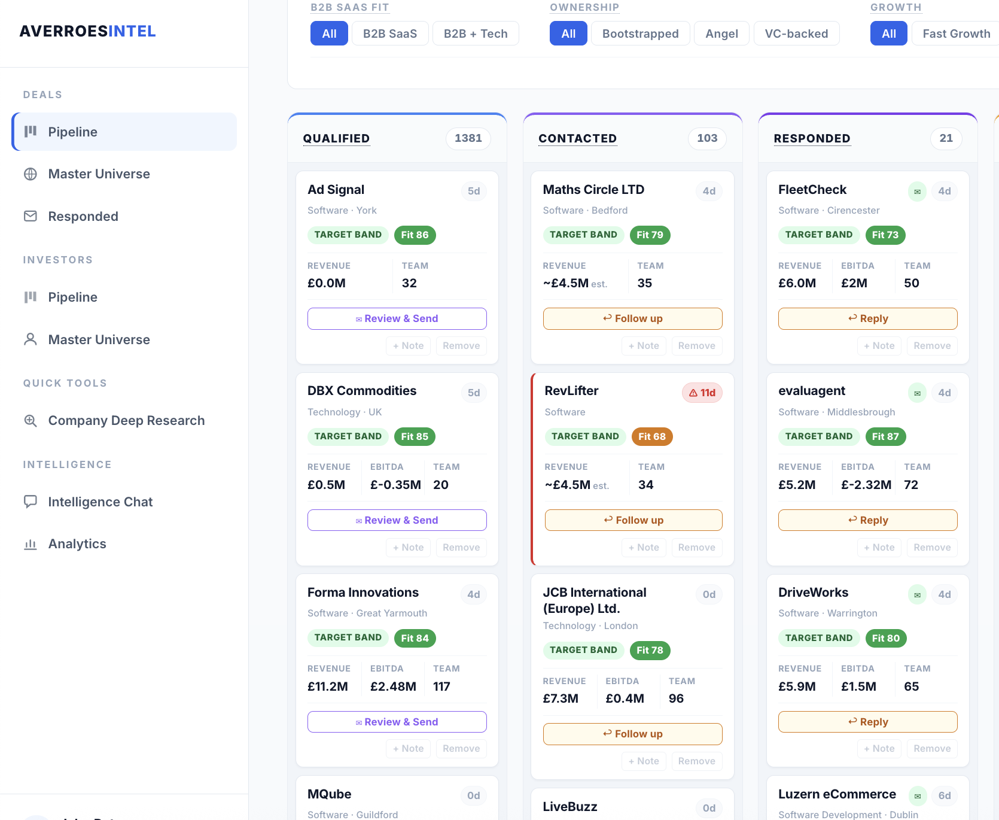 AVERROESINTEL
DEALS
Pipeline
Master Universe
Responded
INVESTORS
Pipeline
Master Universe
QUICK TOOLS
Company Deep Research
INTELLIGENCE
Intelligence Chat
Analytics
B2B SAAS FIT
All B2B SaaS B2B + Tech
OWNERSHIP
All Bootstrapped Angel VC-backed
GROWTH
All Fast Growth
QUALIFIED 1381
Ad Signal 5d
Software · York
TARGET BAND Fit 86
REVENUE TEAM
£0.0M 32
✉ Review & Send
+ Note Remove
DBX Commodities 5d
Technology · UK
TARGET BAND Fit 85
REVENUE EBITDA TEAM
£0.5M £-0.35M 20
✉ Review & Send
+ Note Remove
Forma Innovations 4d
Software · Great Yarmouth
TARGET BAND Fit 84
REVENUE EBITDA TEAM
£11.2M £2.48M 117
✉ Review & Send
+ Note Remove
MQube 0d
Software · Guildford
CONTACTED 103
Maths Circle LTD 4d
Software · Bedford
TARGET BAND Fit 79
REVENUE TEAM
~£4.5M est. 35
↩ Follow up
+ Note Remove
RevLifter ⚠ 11d
Software
TARGET BAND Fit 68
REVENUE TEAM
~£4.5M est. 34
↩ Follow up
+ Note Remove
JCB International 0d
(Europe) Ltd.
Technology · London
TARGET BAND Fit 78
REVENUE EBITDA TEAM
£7.3M £0.4M 96
↩ Follow up
+ Note Remove
LiveBuzz 0d
RESPONDED 21
FleetCheck ✉ 4d
Software · Cirencester
TARGET BAND Fit 73
REVENUE EBITDA TEAM
£6.0M £2M 50
↩ Reply
+ Note Remove
evaluagent ✉ 4d
Software · Middlesbrough
TARGET BAND Fit 87
REVENUE EBITDA TEAM
£5.2M £-2.32M 72
↩ Reply
+ Note Remove
DriveWorks ✉ 4d
Software · Warrington
TARGET BAND Fit 80
REVENUE EBITDA TEAM
£5.9M £1.5M 65
↩ Reply
+ Note Remove
Luzern eCommerce ✉ 6d
Software Development · Dublin